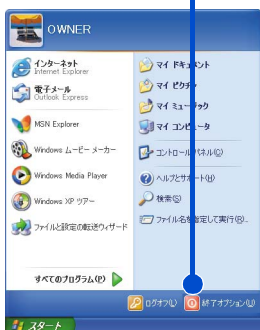 OWNER
インターネット
Internet Explorer
電子メール
Outlook Express
MSN Explorer
Windows ムービー メーカー
Windows Media Player
Windows XP ツアー
ファイルと設定の転送ウィザード
すべてのプログラム(P)
マイ ドキュメント
マイ ピクチャ
マイ ミュージック
マイ コンピュータ
コントロール パネル(C)
ヘルプとサポート(H)
検索(S)
ファイル名を指定して実行(R)...
ログオフ(L)
終了オプション(U)
スタート